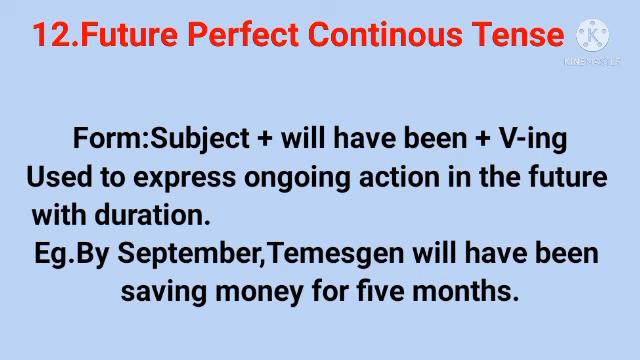 12.Future Perfect Continous Tense
K
KINEMASTER
Form:Subject + will have been + V-ing
Used to express ongoing action in the future
with duration.
Eg.By September,Temesgen will have been
saving money for five months.